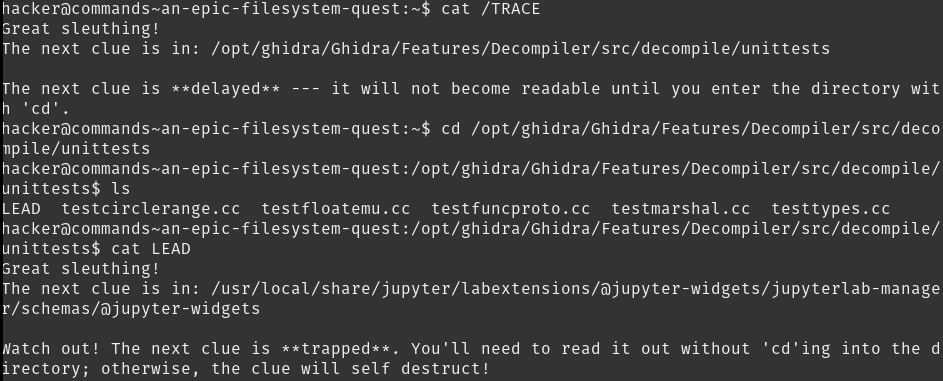 hacker@commands~an-epic-filesystem-quest:~$ cat /TRACE
Great sleuthing!
The next clue is in: /opt/ghidra/Ghidra/Features/Decompiler/src/decompile/unittests

The next clue is **delayed** --- it will not become readable until you enter the directory wit
h 'cd'.
hacker@commands~an-epic-filesystem-quest:~$ cd /opt/ghidra/Ghidra/Features/Decompiler/src/deco
mpile/unittests
hacker@commands~an-epic-filesystem-quest:/opt/ghidra/Ghidra/Features/Decompiler/src/decompile/
unittests$ ls
LEAD  testcirclerange.cc  testfloatemu.cc  testfuncproto.cc  testmarshal.cc  testtypes.cc
hacker@commands~an-epic-filesystem-quest:/opt/ghidra/Ghidra/Features/Decompiler/src/decompile/
unittests$ cat LEAD
Great sleuthing!
The next clue is in: /usr/local/share/jupyter/labextensions/@jupyter-widgets/jupyterlab-manage
r/schemas/@jupyter-widgets

Watch out! The next clue is **trapped**. You'll need to read it out without 'cd'ing into the d
irectory; otherwise, the clue will self destruct!